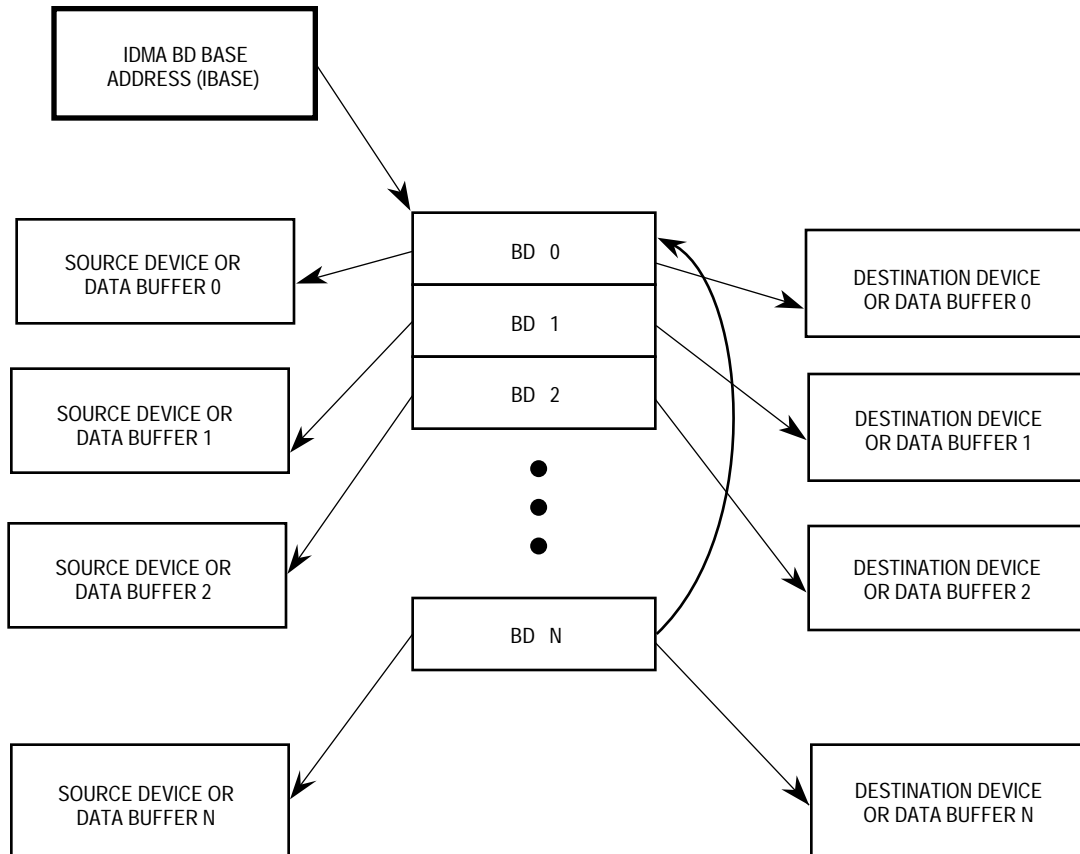 IDMA BD BASE
ADDRESS (IBASE)
SOURCE DEVICE OR
DATA BUFFER 0
BD 0
DESTINATION DEVICE
OR DATA BUFFER 0
BD 1
SOURCE DEVICE OR
DATA BUFFER 1
BD 2
DESTINATION DEVICE
OR DATA BUFFER 1
SOURCE DEVICE OR
DATA BUFFER 2
DESTINATION DEVICE
OR DATA BUFFER 2
BD N
SOURCE DEVICE OR
DATA BUFFER N
DESTINATION DEVICE
OR DATA BUFFER N